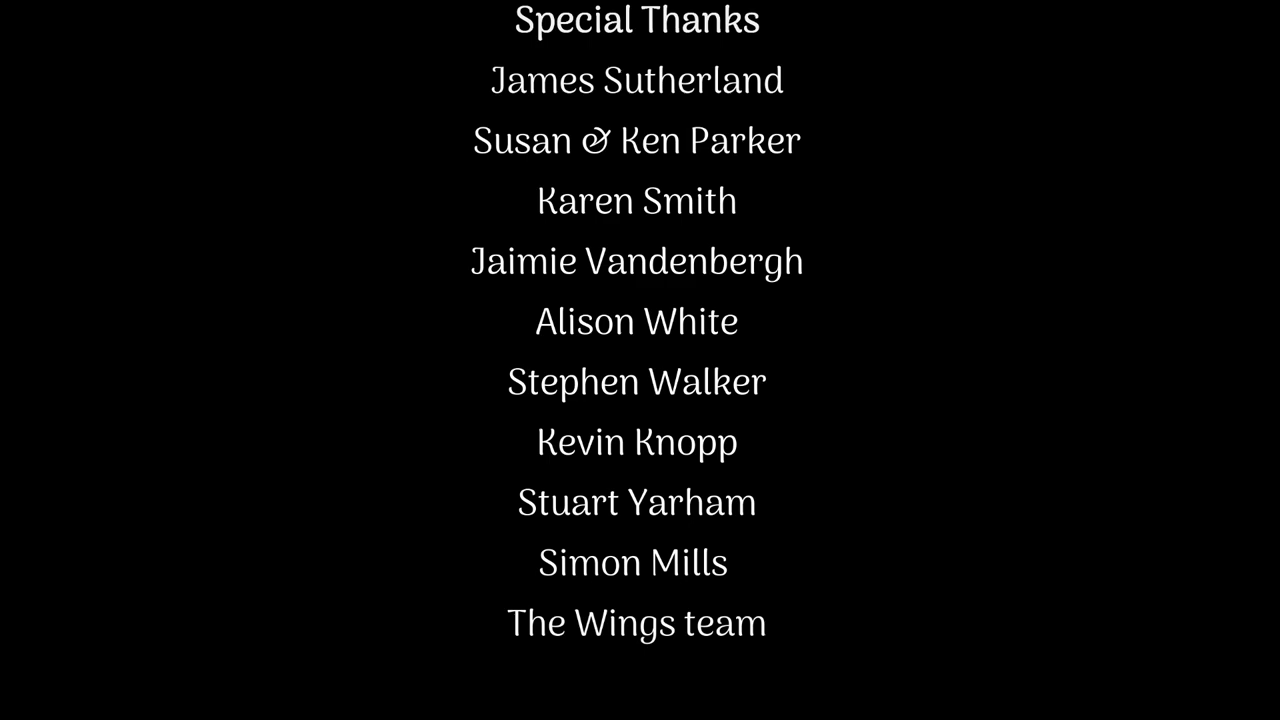 Special Thanks
James Sutherland
Susan & Ken Parker
Karen Smith
Jaimie Vandenbergh
Alison White
Stephen Walker
Kevin Knopp
Stuart Yarham
Simon Mills
The Wings team